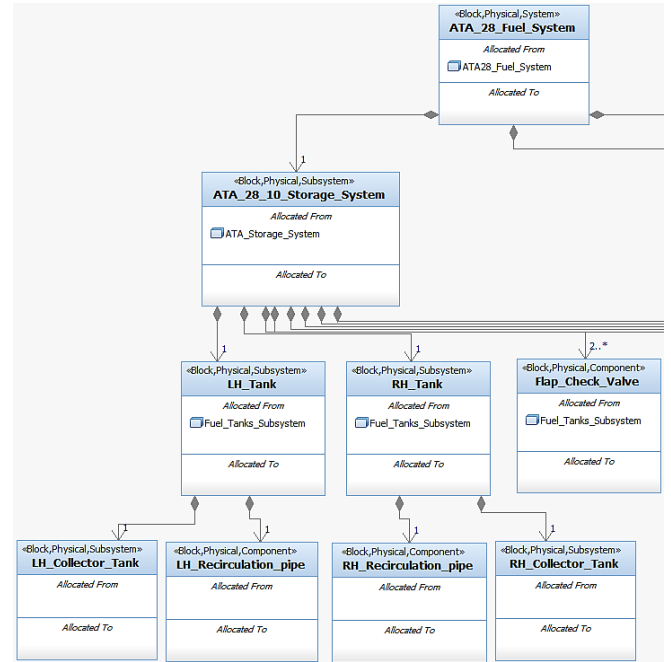 «Block,Physical,System»
ATA_28_Fuel_System
Allocated From
ATA28_Fuel_System
Allocated To
1
«Block,Physical,Subsystem»
ATA_28_10_Storage_System
Allocated From
ATA_Storage_System
Allocated To
1
1
2..*
«Block,Physical,Subsystem»
LH_Tank
Allocated From
Fuel_Tanks_Subsystem
Allocated To
«Block,Physical,Subsystem»
RH_Tank
Allocated From
Fuel_Tanks_Subsystem
Allocated To
«Block,Physical,Component»
Flap_Check_Valve
Allocated From
Fuel_Tanks_Subsystem
Allocated To
1
1
1
1
«Block,Physical,Subsystem»
LH_Collector_Tank
Allocated From
Allocated To
«Block,Physical,Component»
LH_Recirculation_pipe
Allocated From
Allocated To
«Block,Physical,Component»
RH_Recirculation_pipe
Allocated From
Allocated To
«Block,Physical,Subsystem»
RH_Collector_Tank
Allocated From
Allocated To